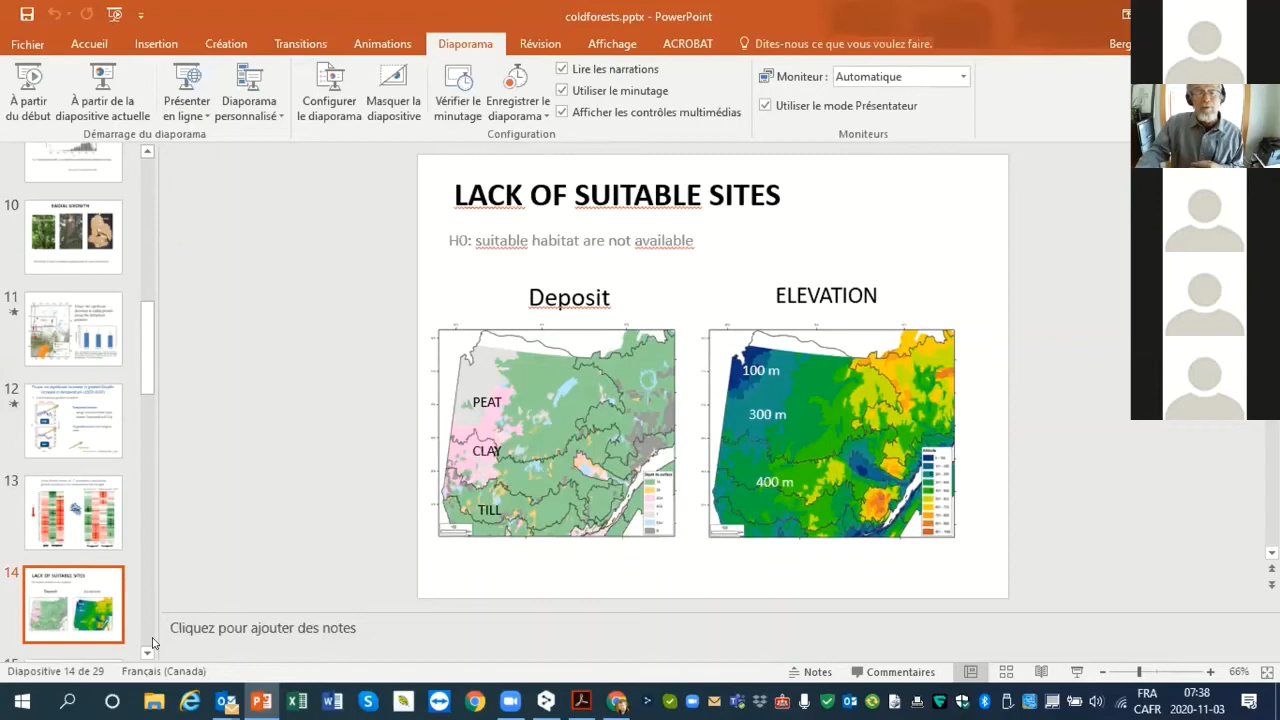 coldforests.pptx - PowerPoint
Fichier Accueil Insertion Création Transitions Animations Diaporama Révision Affichage ACROBAT Dites-nous ce que vous voulez faire. Berg
À partir du début
À partir de la diapositive actuelle
Présenter en ligne
Diaporama personnalisé
Configurer le diaporama
Masquer la diapositive
Vérifier le minutage
Enregistrer le diaporama
Lire les narrations
Utiliser le minutage
Afficher les contrôles multimédias
Moniteur : Automatique
Utiliser le mode Présentateur
Démarrage du diaporama Configuration Moniteurs
10
RADIAL GROWTH
11
12
13
14
LACK OF SUITABLE SITES
LACK OF SUITABLE SITES
H0: suitable habitat are not available
Deposit ELEVATION
PEAT
CLAY
TILL
100 m
300 m
400 m
Cliquez pour ajouter des notes
Diapositive 14 de 29 Français (Canada) Notes Commentaires 66%
FRA 07:38
CAFR 2020-11-03